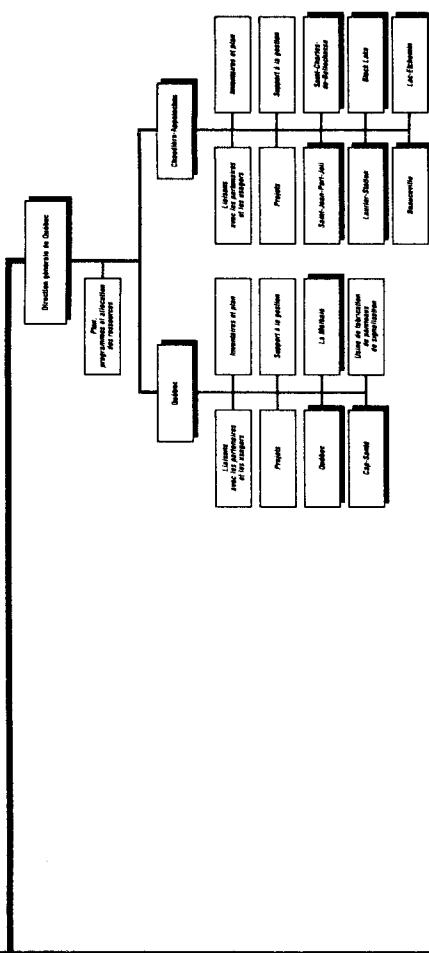 Direction générale de Québec
Plan,
programmes et allocation
des ressources
Québec
Liaisons
avec les partenaires
et les usagers
Inventaires et plan
Projets
Support à la gestion
Québec
La Malbaie
Cap-Santé
Usine de fabrication
de panneaux
de signalisation
Chaudière-Appalaches
Liaisons
avec les partenaires
et les usagers
Inventaires et plan
Projets
Support à la gestion
Saint-Jean-Port-Joli
Saint-Charles-
de-Bellechasse
Laurier-Station
Black Lake
Beauceville
Lac-Etchemin